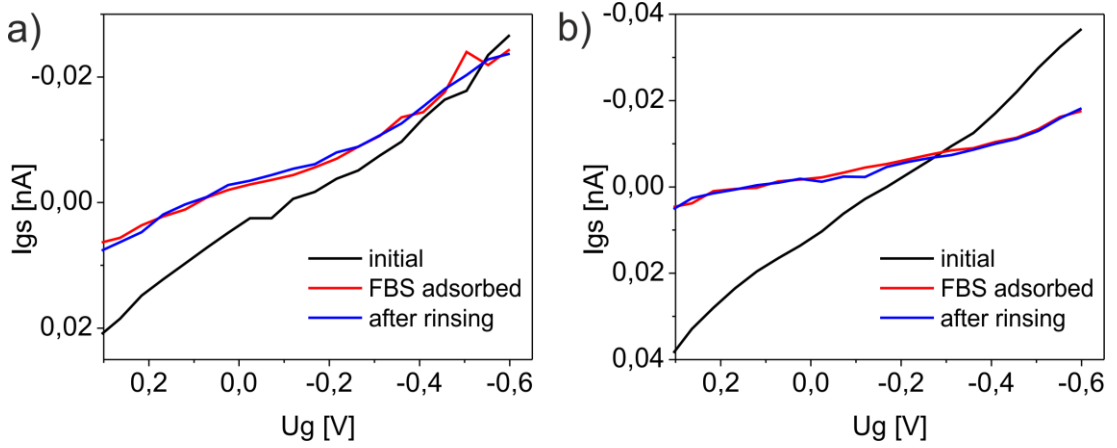 a)
-0,02
0,00
0,02
Igs [nA]
initial
FBS adsorbed
after rinsing
0,2 0,0 -0,2 -0,4 -0,6
Ug [V]
b)
-0,04
-0,02
0,00
0,02
0,04
Igs [nA]
initial
FBS adsorbed
after rinsing
0,2 0,0 -0,2 -0,4 -0,6
Ug [V]